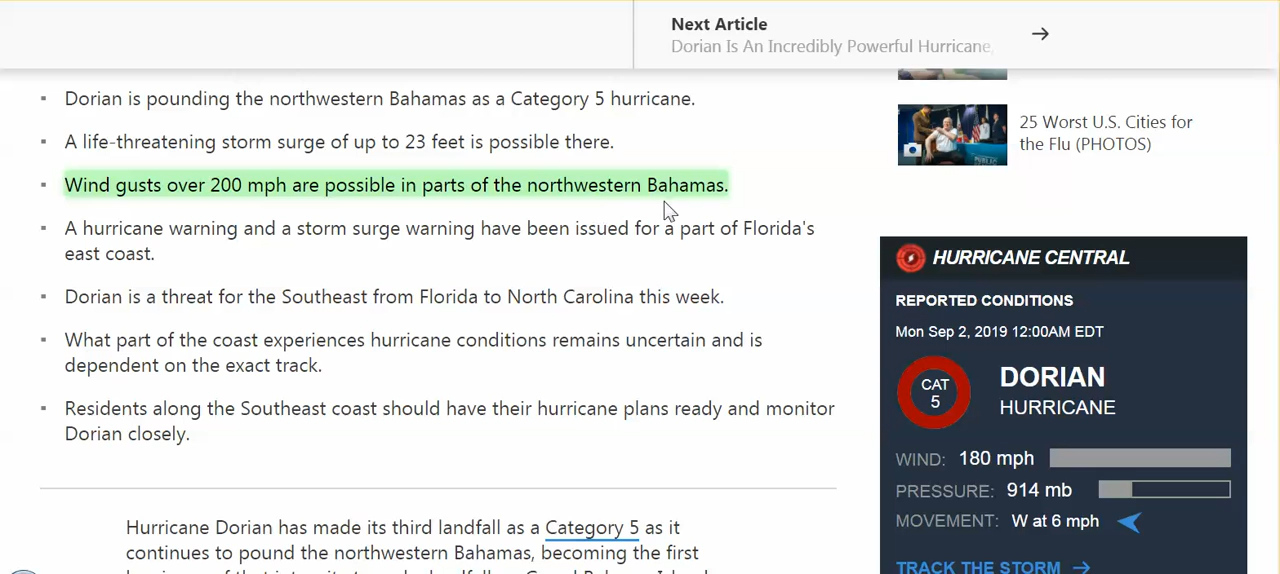 Next Article
Dorian Is An Incredibly Powerful Hurricane,
Dorian is pounding the northwestern Bahamas as a Category 5 hurricane.
A life-threatening storm surge of up to 23 feet is possible there.
Wind gusts over 200 mph are possible in parts of the northwestern Bahamas.
A hurricane warning and a storm surge warning have been issued for a part of Florida's
east coast.
Dorian is a threat for the Southeast from Florida to North Carolina this week.
What part of the coast experiences hurricane conditions remains uncertain and is
dependent on the exact track.
Residents along the Southeast coast should have their hurricane plans ready and monitor
Dorian closely.
Hurricane Dorian has made its third landfall as a Category 5 as it
continues to pound the northwestern Bahamas, becoming the first
25 Worst U.S. Cities for
the Flu (PHOTOS)
HURRICANE CENTRAL
REPORTED CONDITIONS
Mon Sep 2, 2019 12:00AM EDT
CAT
5
DORIAN
HURRICANE
WIND: 180 mph
PRESSURE: 914 mb
MOVEMENT: W at 6 mph
TRACK THE STORM